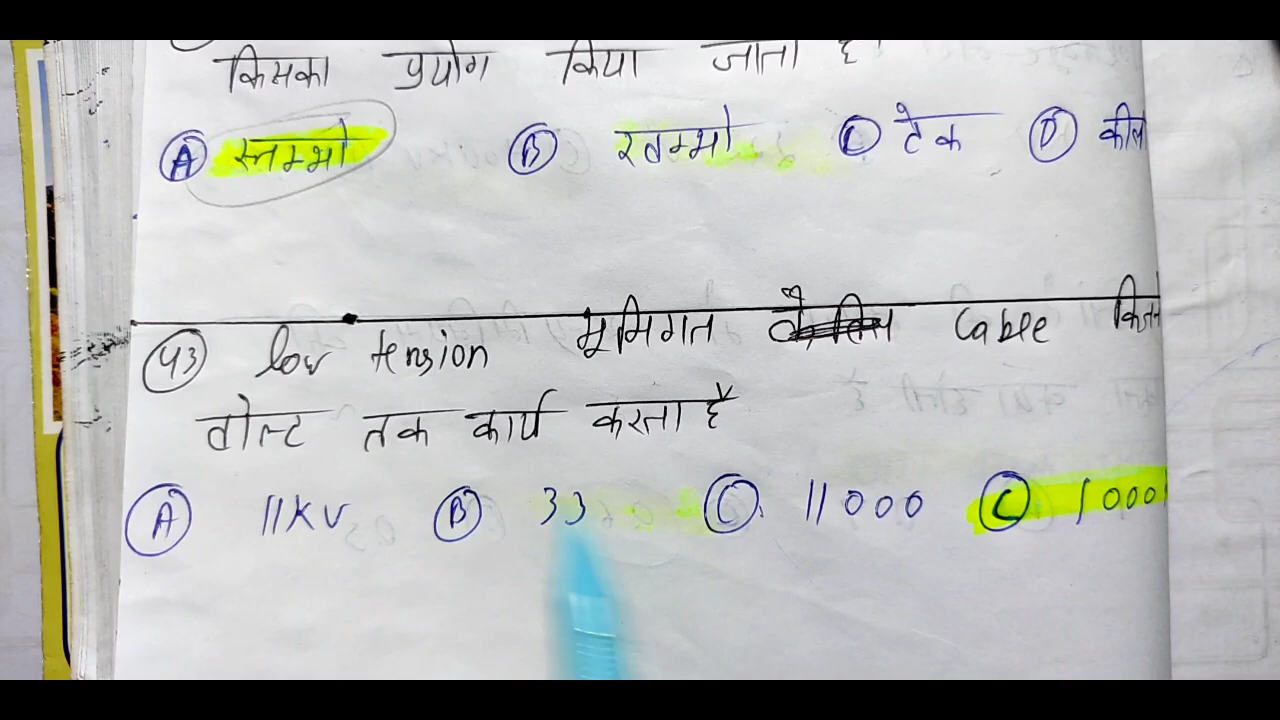 किसका प्रयोग किया जाता है
A स्तम्भो B खम्भो C टेक D कील
43 low tension भूमिगत Cable
वोल्ट तक कार्य करता है
A 11KV B 33 C 11000 C 1000